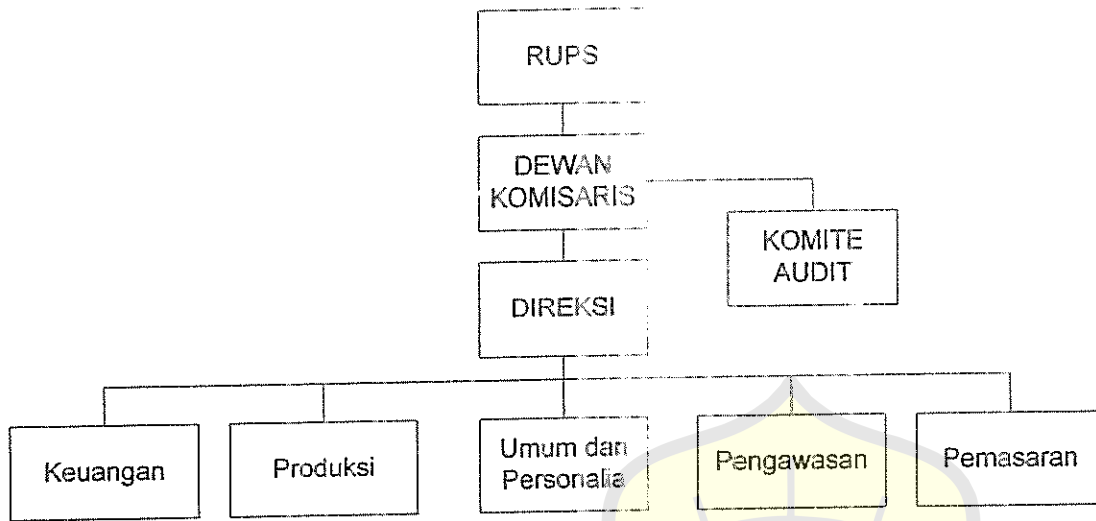 RUPS
DEWAN
KOMISARIS
KOMITE
AUDIT
DIREKSI
Keuangan
Produksi
Umum dan
Personalia
Pengawasan
Pemasaran